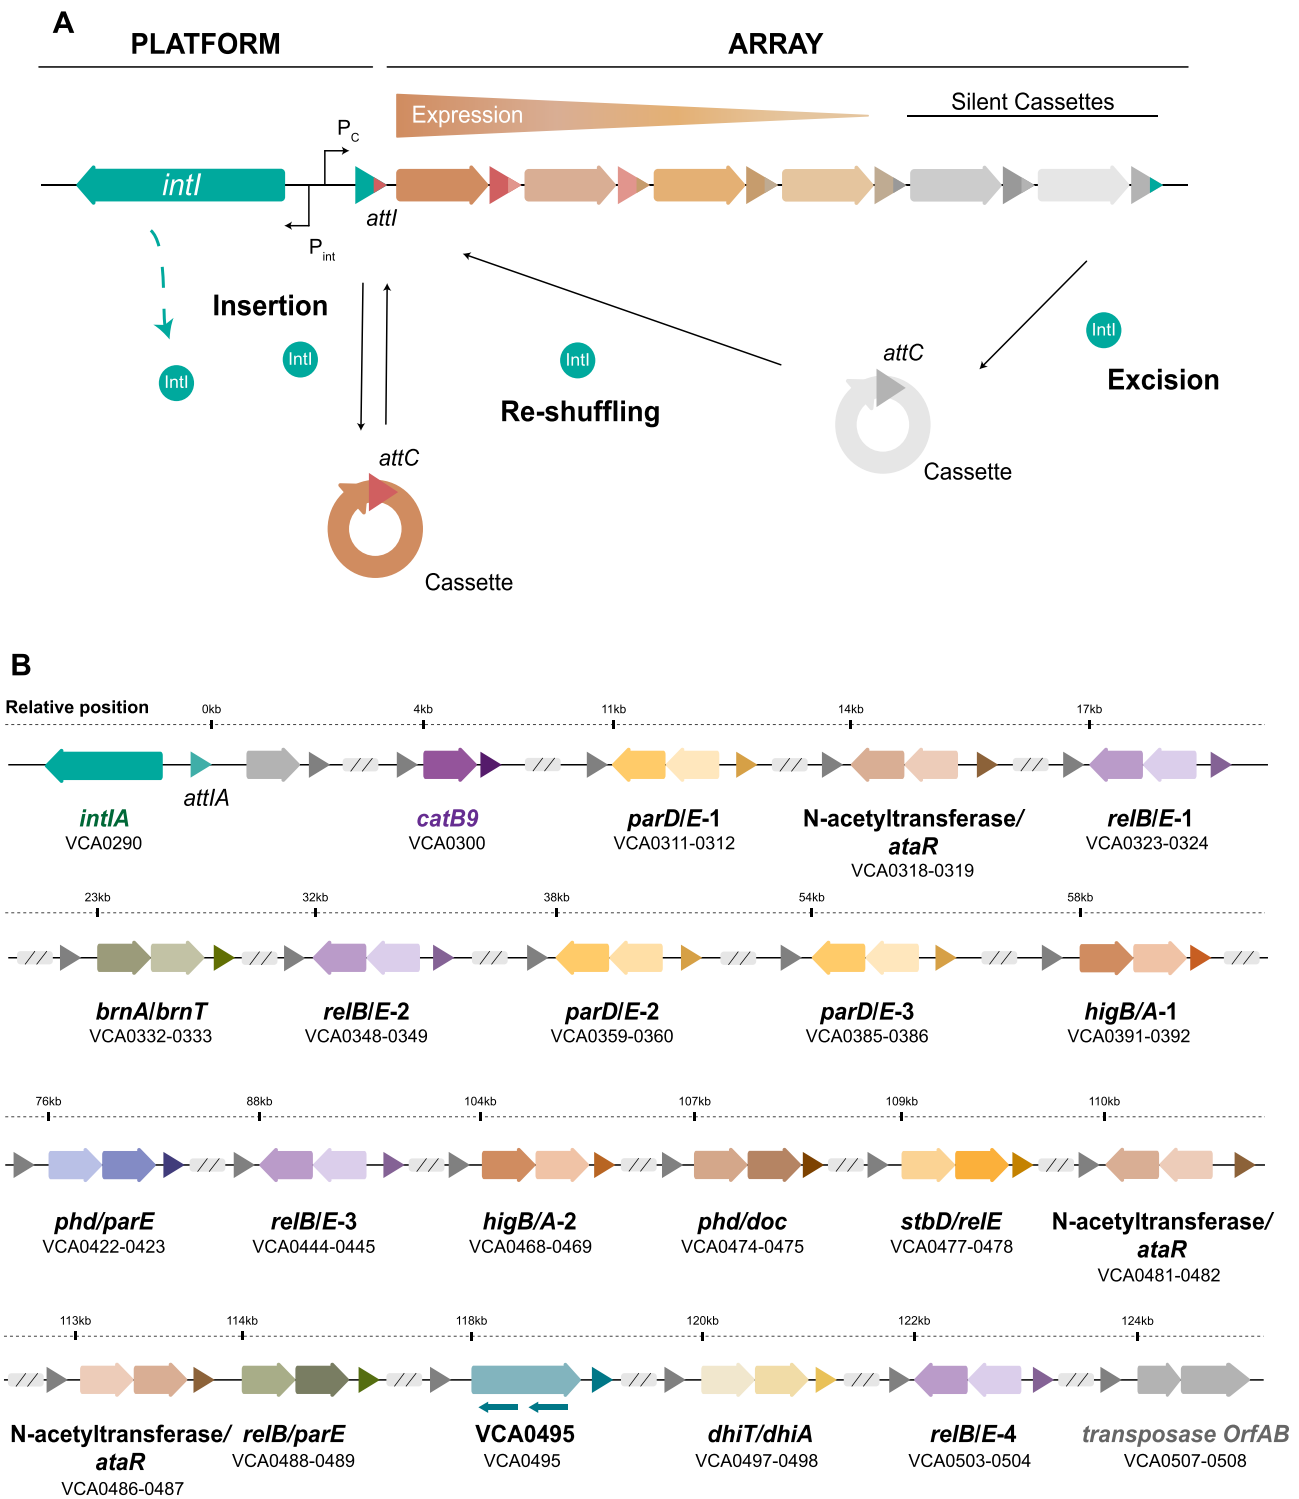 A
PLATFORM
ARRAY
Expression
Silent Cassettes
PC
intI
attI
Pint
Insertion
IntI
IntI
IntI
IntI
attC
Excision
Re-shuffling
attC
Cassette
Cassette
B
Relative position
0kb 4kb 11kb 14kb 17kb
attIA
intIA catB9 parD/E-1 N-acetyltransferase/ relB/E-1
ataR
VCA0290 VCA0300 VCA0311-0312 VCA0318-0319 VCA0323-0324
23kb 32kb 38kb 54kb 58kb
brnA/brnT relB/E-2 parD/E-2 parD/E-3 higB/A-1
VCA0332-0333 VCA0348-0349 VCA0359-0360 VCA0385-0386 VCA0391-0392
76kb 88kb 104kb 107kb 109kb 110kb
phd/parE relB/E-3 higB/A-2 phd/doc stbD/relE N-acetyltransferase/
ataR
VCA0422-0423 VCA0444-0445 VCA0468-0469 VCA0474-0475 VCA0477-0478 VCA0481-0482
113kb 114kb 118kb 120kb 122kb 124kb
N-acetyltransferase/ relB/parE VCA0495 dhiT/dhiA relB/E-4 transposase OrfAB
ataR
VCA0486-0487 VCA0488-0489 VCA0495 VCA0497-0498 VCA0503-0504 VCA0507-0508